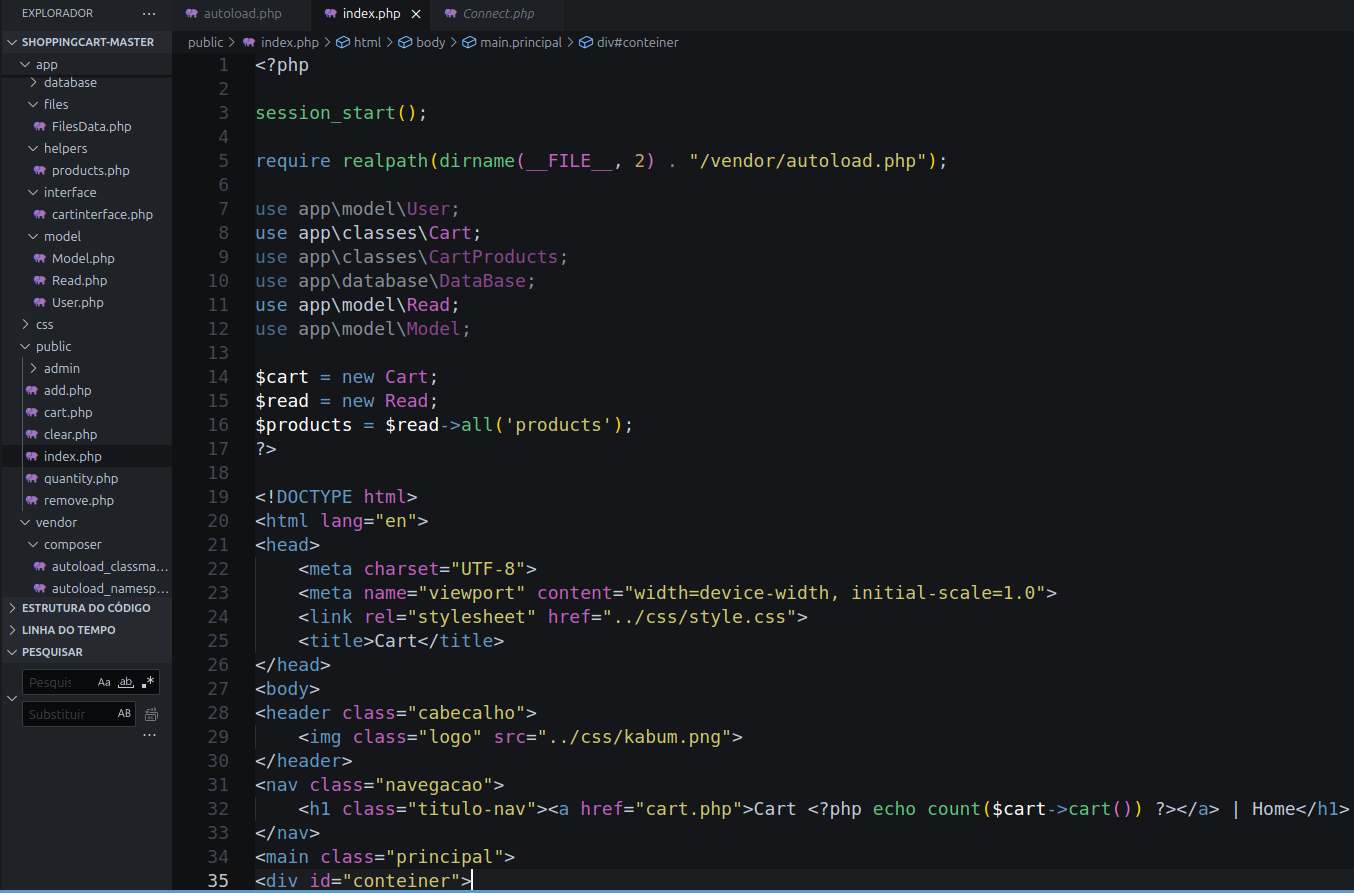 EXPLORADOR ...
autoload.php
index.php
Connect.php
SHOPPINGCART-MASTER
app
database
files
FilesData.php
helpers
products.php
interface
cartinterface.php
model
Model.php
Read.php
User.php
css
public
admin
add.php
cart.php
clear.php
index.php
quantity.php
remove.php
vendor
composer
autoload_classma...
autoload_namesp...
ESTRUTURA DO CÓDIGO
LINHA DO TEMPO
PESQUISAR
Pesquis Aa ab .*
Substituir AB
...
public > index.php > html > body > main.principal > div#conteiner
1 <?php
2
3 session_start();
4
5 require realpath(dirname(__FILE__, 2) . "/vendor/autoload.php");
6
7 use app\model\User;
8 use app\classes\Cart;
9 use app\classes\CartProducts;
10 use app\database\DataBase;
11 use app\model\Read;
12 use app\model\Model;
13
14 $cart = new Cart;
15 $read = new Read;
16 $products = $read->all('products');
17 ?>
18
19 <!DOCTYPE html>
20 <html lang="en">
21 <head>
22     <meta charset="UTF-8">
23     <meta name="viewport" content="width=device-width, initial-scale=1.0">
24     <link rel="stylesheet" href="../css/style.css">
25     <title>Cart</title>
26 </head>
27 <body>
28 <header class="cabecalho">
29     <img class="logo" src="../css/kabum.png">
30 </header>
31 <nav class="navegacao">
32     <h1 class="titulo-nav"><a href="cart.php">Cart <?php echo count($cart->cart()) ?></a> | Home</h1>
33 </nav>
34 <main class="principal">
35 <div id="conteiner">